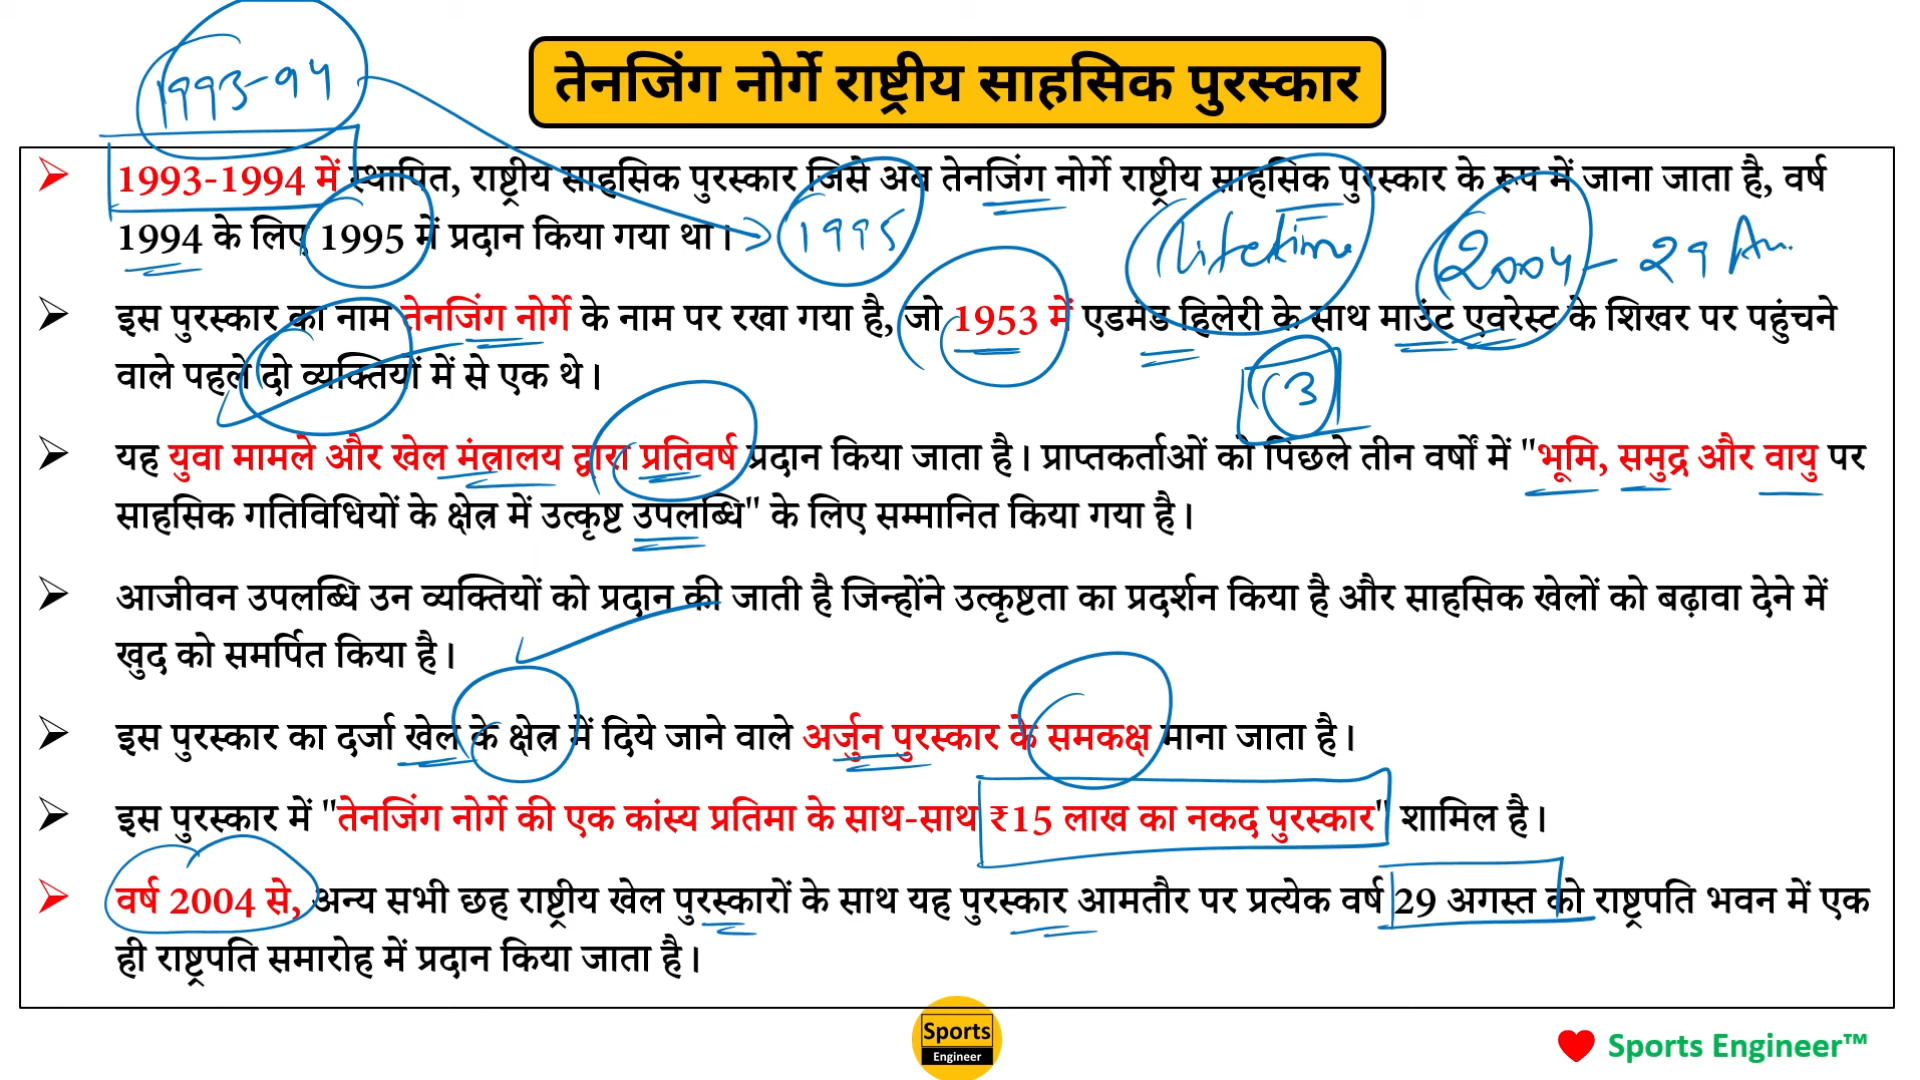 1993-94
तेनजिंग नोर्गे राष्ट्रीय साहसिक पुरस्कार
1993-1994 में स्थापित, राष्ट्रीय साहसिक पुरस्कार जिसे अब तेनजिंग नोर्गे राष्ट्रीय साहसिक पुरस्कार के रूप में जाना जाता है, वर्ष
1994 के लिए 1995 में प्रदान किया गया था। 1995 Lifetime 2004 - 29 Au.
इस पुरस्कार का नाम तेनजिंग नोर्गे के नाम पर रखा गया है, जो 1953 में एडमंड हिलेरी के साथ माउंट एवरेस्ट के शिखर पर पहुंचने
वाले पहले दो व्यक्तियों में से एक थे। 3
यह युवा मामले और खेल मंत्रालय द्वारा प्रतिवर्ष प्रदान किया जाता है। प्राप्तकर्ताओं को पिछले तीन वर्षों में "भूमि, समुद्र और वायु पर
साहसिक गतिविधियों के क्षेत्र में उत्कृष्ट उपलब्धि" के लिए सम्मानित किया गया है।
आजीवन उपलब्धि उन व्यक्तियों को प्रदान की जाती है जिन्होंने उत्कृष्टता का प्रदर्शन किया है और साहसिक खेलों को बढ़ावा देने में
खुद को समर्पित किया है।
इस पुरस्कार का दर्जा खेल के क्षेत्र में दिये जाने वाले अर्जुन पुरस्कार के समकक्ष माना जाता है।
इस पुरस्कार में "तेनजिंग नोर्गे की एक कांस्य प्रतिमा के साथ-साथ ₹15 लाख का नकद पुरस्कार" शामिल है।
वर्ष 2004 से, अन्य सभी छह राष्ट्रीय खेल पुरस्कारों के साथ यह पुरस्कार आमतौर पर प्रत्येक वर्ष 29 अगस्त को राष्ट्रपति भवन में एक
ही राष्ट्रपति समारोह में प्रदान किया जाता है।
Sports
Engineer
Sports Engineer™